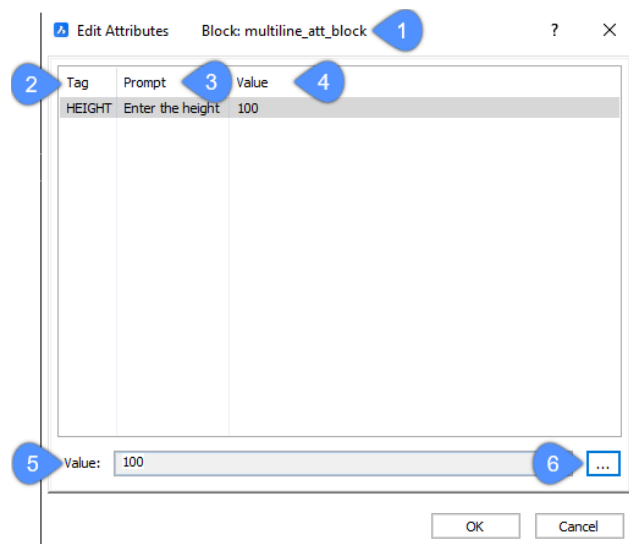 Edit Attributes Block: multiline_att_block 1 ?
2 Tag Prompt 3 Value 4
HEIGHT Enter the height 100
5 Value: 100 6 ...
OK Cancel